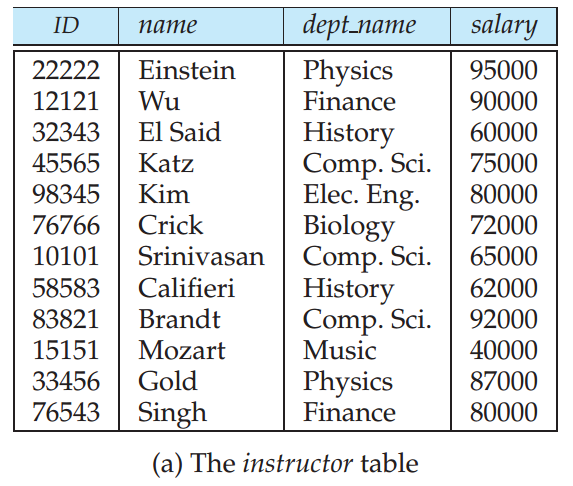 ID name dept_name salary
22222 Einstein Physics 95000
12121 Wu Finance 90000
32343 El Said History 60000
45565 Katz Comp. Sci. 75000
98345 Kim Elec. Eng. 80000
76766 Crick Biology 72000
10101 Srinivasan Comp. Sci. 65000
58583 Califieri History 62000
83821 Brandt Comp. Sci. 92000
15151 Mozart Music 40000
33456 Gold Physics 87000
76543 Singh Finance 80000
(a) The instructor table